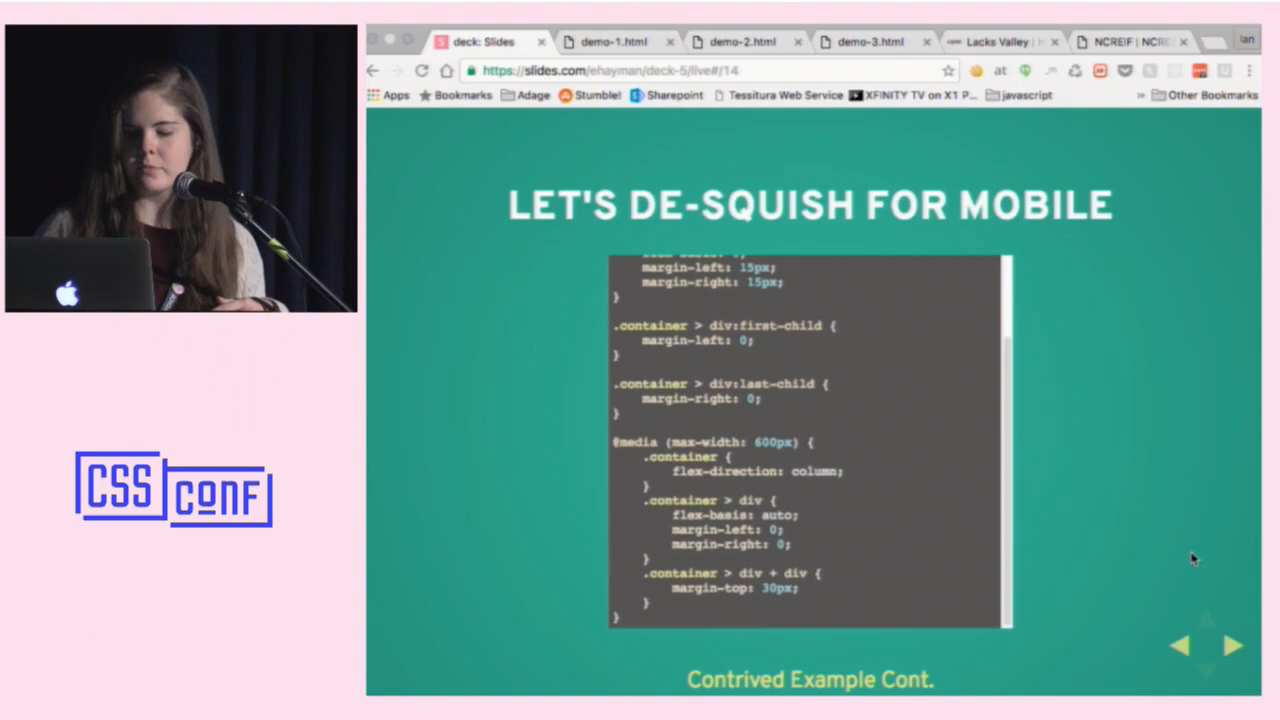 deck: Slides
demo-1.html
demo-2.html
demo-3.html
Lacks Valley |
NCREIF | NCRE
Ian
https://slides.com/ehayman/deck-5/live#/14
at
Apps
Bookmarks
Adage
Stumble!
Sharepoint
Tessitura Web Service
XFINITY TV on X1 P...
javascript
»
Other Bookmarks
LET'S DE-SQUISH FOR MOBILE
margin-left: 15px;
margin-right: 15px;
}
.container > div:first-child {
margin-left: 0;
}
.container > div:last-child {
margin-right: 0;
}
@media (max-width: 600px) {
.container {
flex-direction: column;
}
.container > div {
flex-basis: auto;
margin-left: 0;
margin-right: 0;
}
.container > div + div {
margin-top: 30px;
}
}
Contrived Example Cont.
CSS
CONF